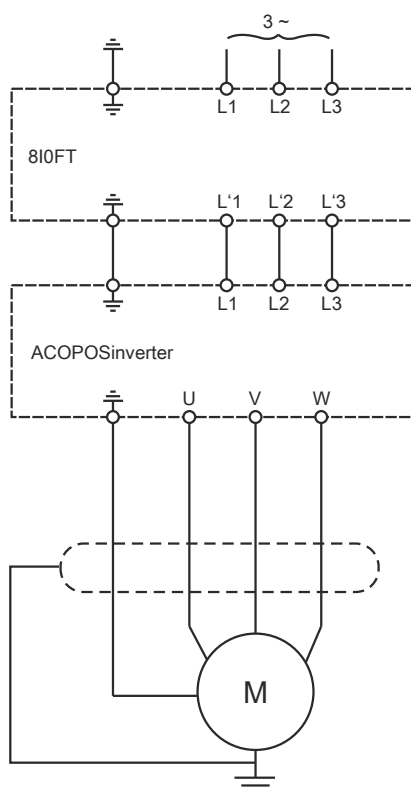 3 ~
L1 L2 L3
8I0FT
L‘1 L‘2 L‘3
L1 L2 L3
ACOPOSinverter
U V W
M